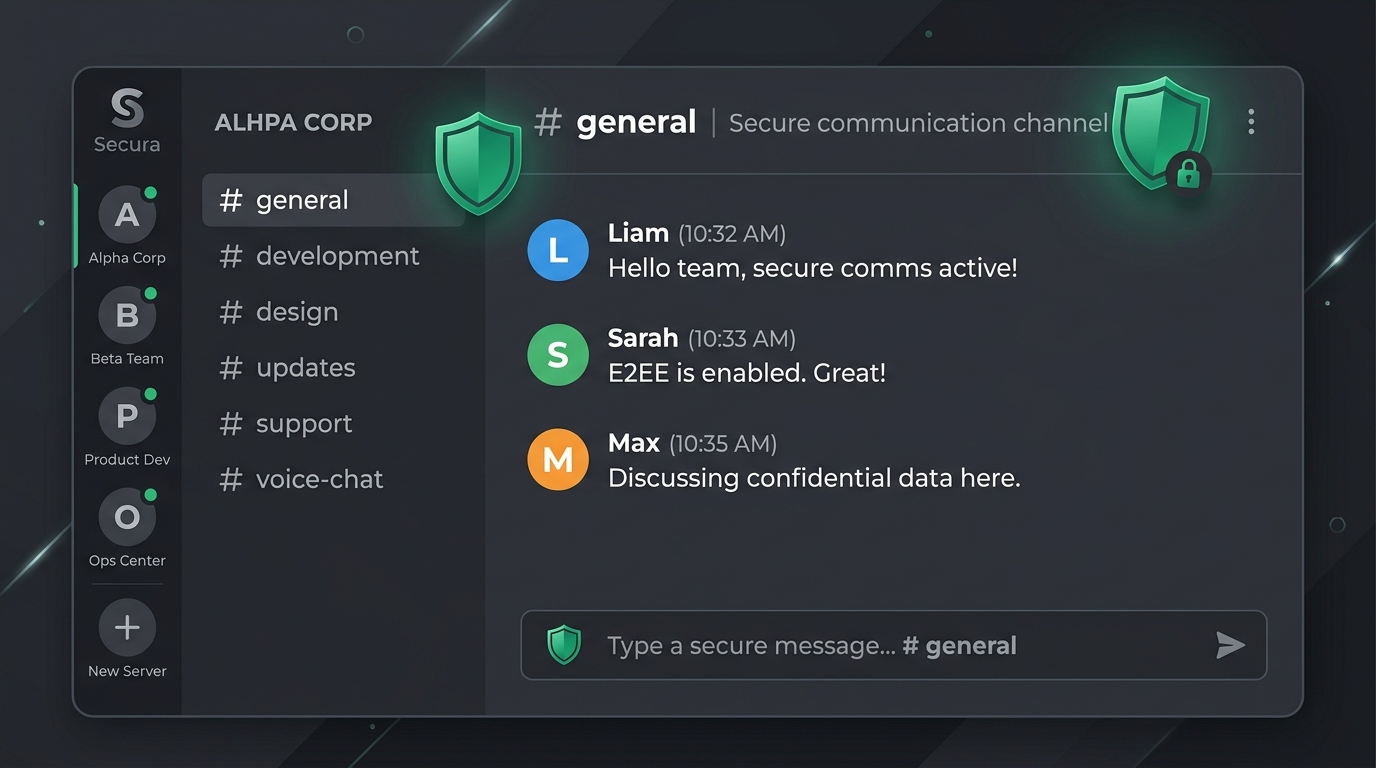 S
Secura
A
Alpha Corp
B
Beta Team
P
Product Dev
O
Ops Center
+
New Server
ALHPA CORP
# general
# development
# design
# updates
# support
# voice-chat
# general | Secure communication channel
L
Liam (10:32 AM)
Hello team, secure comms active!
S
Sarah (10:33 AM)
E2EE is enabled. Great!
M
Max (10:35 AM)
Discussing confidential data here.
Type a secure message... # general